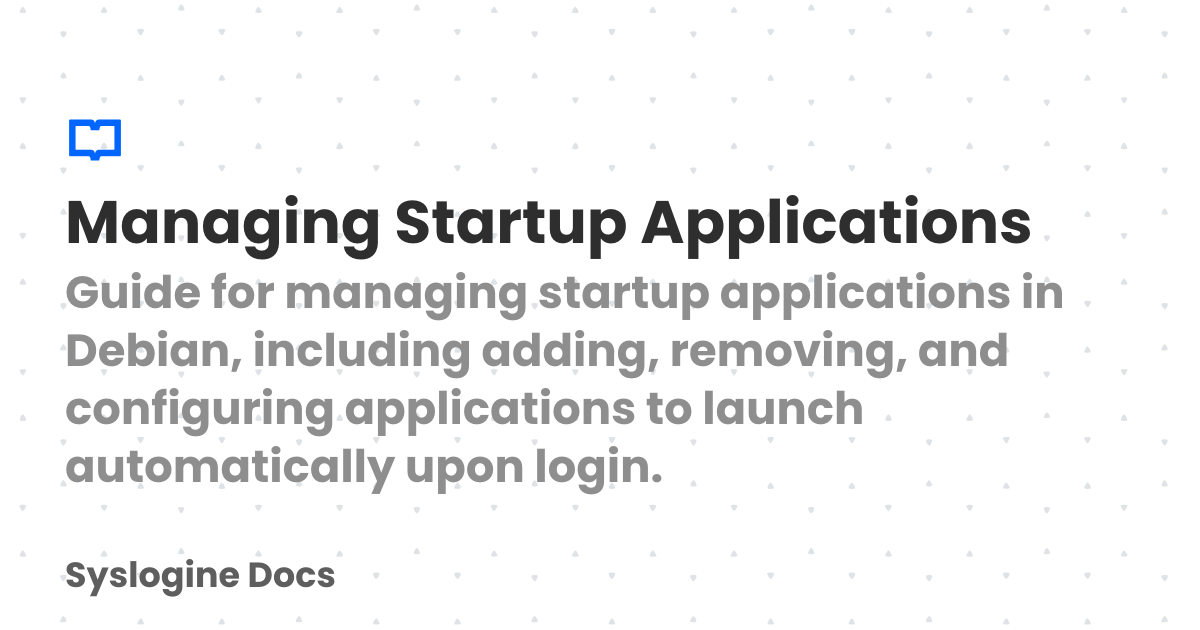 Managing Startup Applications
Guide for managing startup applications in
Debian, including adding, removing, and
configuring applications to launch
automatically upon login.
Syslogine Docs